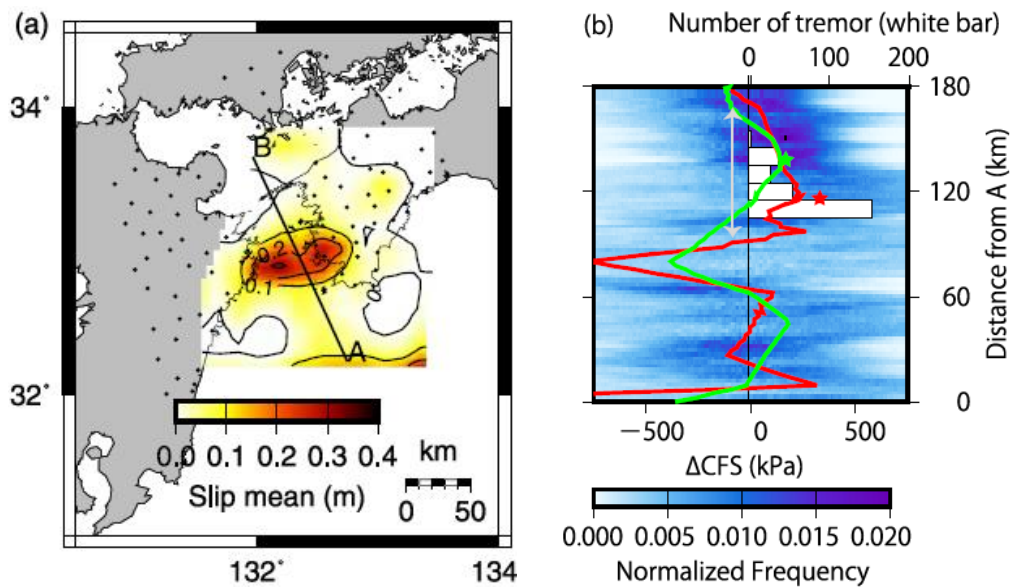 (a)
34
32
132
134
B
A
0.2
0.1
0.0 0.1 0.2 0.3 0.4
Slip mean (m)
km
0 50
(b)
Number of tremor (white bar)
0 100 200
180
120
60
0
Distance from A (km)
−500 0 500
ΔCFS (kPa)
0.000 0.005 0.010 0.015 0.020
Normalized Frequency